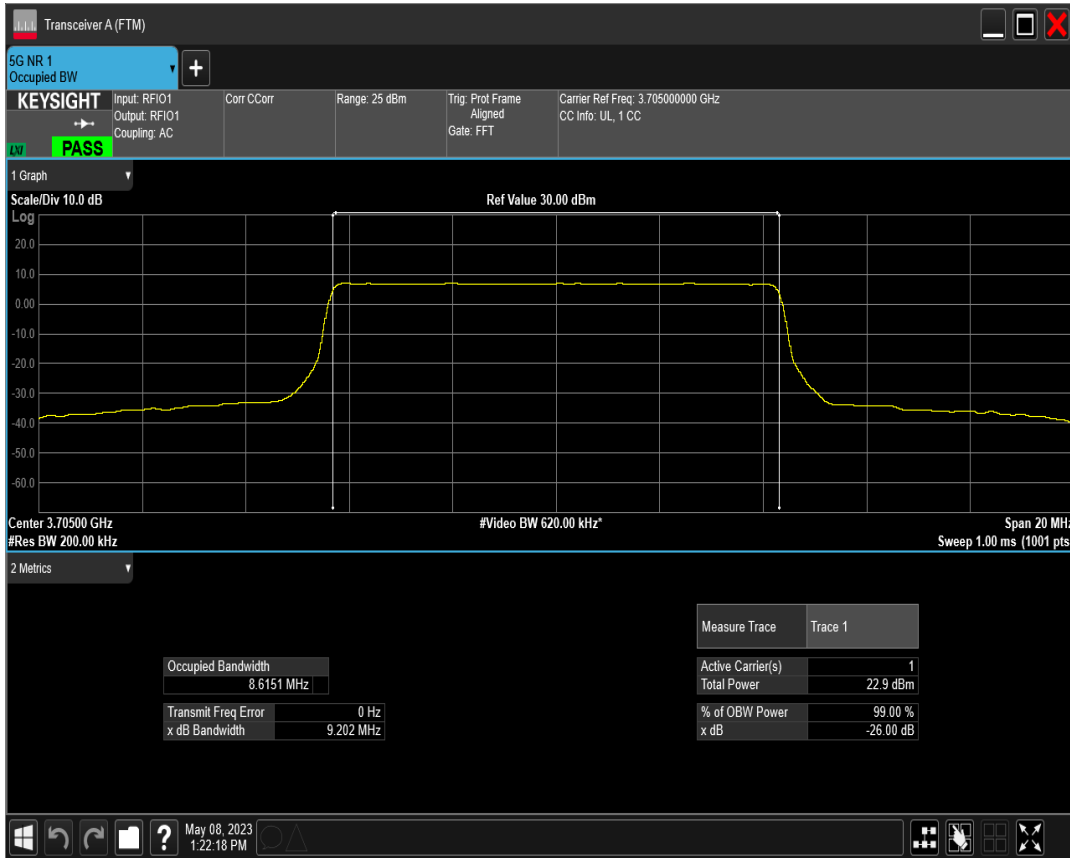 Transceiver A (FTM)
5G NR 1
Occupied BW
+
KEYSIGHT
LXI
PASS
Input: RFIO1
Output: RFIO1
Coupling: AC
Corr CCorr
Range: 25 dBm
Trig: Prot Frame
Aligned
Gate: FFT
Carrier Ref Freq: 3.705000000 GHz
CC Info: UL, 1 CC
1 Graph
Scale/Div 10.0 dB
Ref Value 30.00 dBm
Log
20.0
10.0
0.00
-10.0
-20.0
-30.0
-40.0
-50.0
-60.0
Center 3.70500 GHz
#Video BW 620.00 kHz*
Span 20 MHz
#Res BW 200.00 kHz
Sweep 1.00 ms (1001 pts
2 Metrics
Measure Trace Trace 1
Occupied Bandwidth
8.6151 MHz
Active Carrier(s) 1
Total Power 22.9 dBm
Transmit Freq Error 0 Hz
x dB Bandwidth 9.202 MHz
% of OBW Power 99.00 %
x dB -26.00 dB
?
May 08, 2023
1:22:18 PM